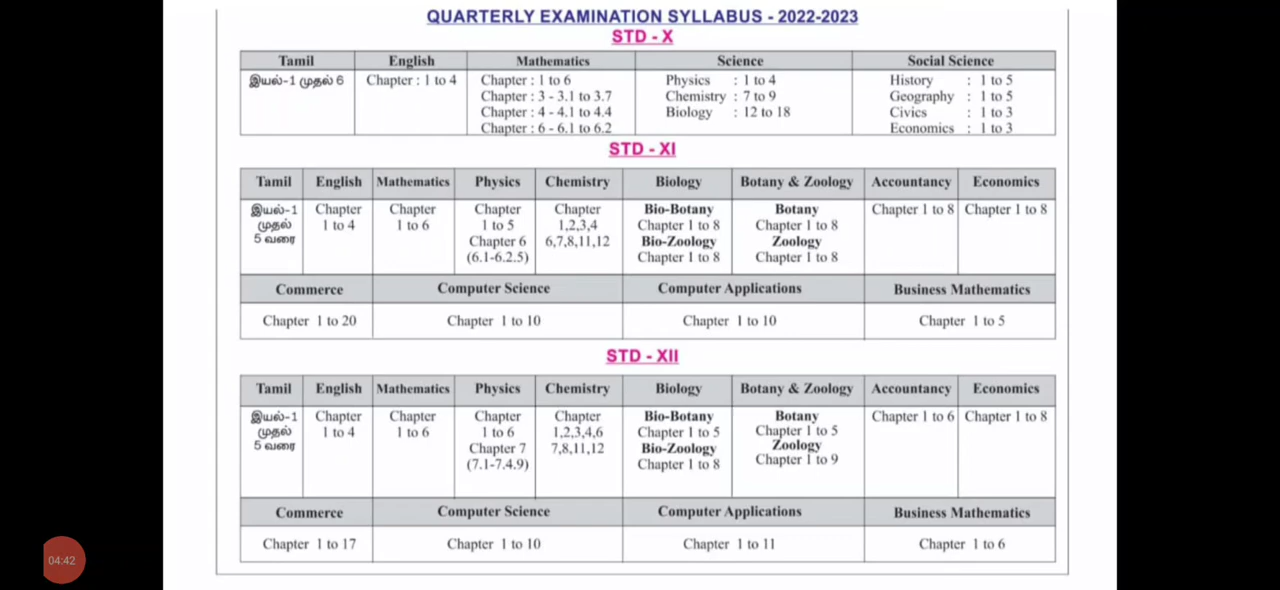 QUARTERLY EXAMINATION SYLLABUS - 2022-2023
STD - X
Tamil English Mathematics Science Social Science
இயல்-1 முதல் 6 Chapter : 1 to 4 Chapter : 1 to 6 Physics : 1 to 4 History : 1 to 5
Chapter : 3 - 3.1 to 3.7 Chemistry : 7 to 9 Geography : 1 to 5
Chapter : 4 - 4.1 to 4.4 Biology : 12 to 18 Civics : 1 to 3
Chapter : 6 - 6.1 to 6.2 Economics : 1 to 3
STD - XI
Tamil English Mathematics Physics Chemistry Biology Botany & Zoology Accountancy Economics
இயல்-1 Chapter Chapter Chapter Chapter Bio-Botany Botany Chapter 1 to 8 Chapter 1 to 8
முதல் 1 to 4 1 to 6 1 to 5 1,2,3,4 Chapter 1 to 8 Chapter 1 to 8
5 வரை Chapter 6 6,7,8,11,12 Bio-Zoology Zoology
(6.1-6.2.5) Chapter 1 to 8 Chapter 1 to 8
Commerce Computer Science Computer Applications Business Mathematics
Chapter 1 to 20 Chapter 1 to 10 Chapter 1 to 10 Chapter 1 to 5
STD - XII
Tamil English Mathematics Physics Chemistry Biology Botany & Zoology Accountancy Economics
இயல்-1 Chapter Chapter Chapter Chapter Bio-Botany Botany Chapter 1 to 6 Chapter 1 to 8
முதல் 1 to 4 1 to 6 1 to 6 1,2,3,4,6 Chapter 1 to 5 Chapter 1 to 5
5 வரை Chapter 7 7,8,11,12 Bio-Zoology Zoology
(7.1-7.4.9) Chapter 1 to 8 Chapter 1 to 9
Commerce Computer Science Computer Applications Business Mathematics
Chapter 1 to 17 Chapter 1 to 10 Chapter 1 to 11 Chapter 1 to 6
04:42